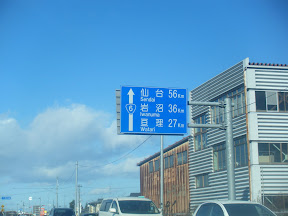 仙台 56Km
Sendai
6
岩沼 36Km
Iwanuma
亘理 27Km
Watari